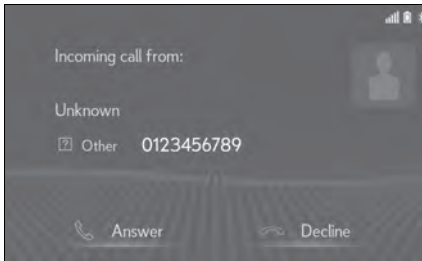 Incoming call from:
Unknown
Other 0123456789
Answer Decline